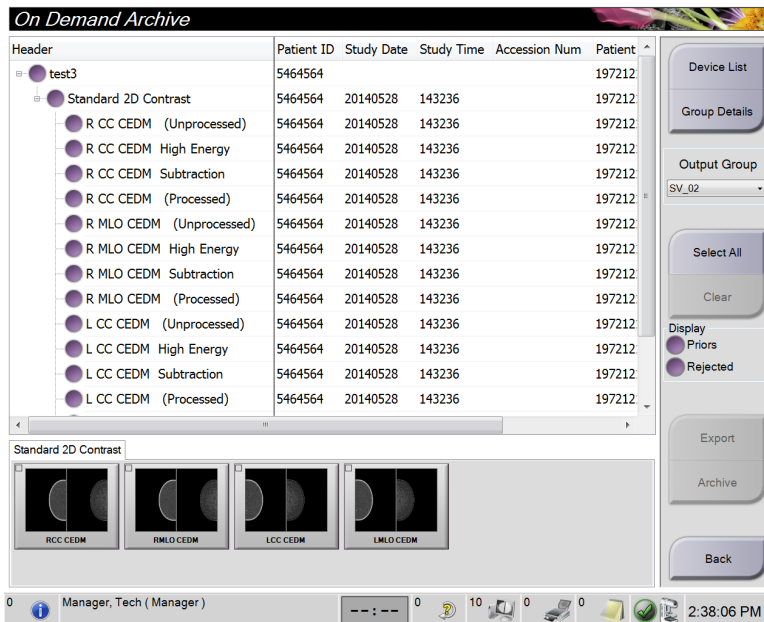 On Demand Archive
Header Patient ID Study Date Study Time Accession Num Patient
test3 5464564 197212
Standard 2D Contrast 5464564 20140528 143236 197212
R CC CEDM (Unprocessed) 5464564 20140528 143236 197212
R CC CEDM High Energy 5464564 20140528 143236 197212
R CC CEDM Subtraction 5464564 20140528 143236 197212
R CC CEDM (Processed) 5464564 20140528 143236 197212
R MLO CEDM (Unprocessed) 5464564 20140528 143236 197212
R MLO CEDM High Energy 5464564 20140528 143236 197212
R MLO CEDM Subtraction 5464564 20140528 143236 197212
R MLO CEDM (Processed) 5464564 20140528 143236 197212
L CC CEDM (Unprocessed) 5464564 20140528 143236 197212
L CC CEDM High Energy 5464564 20140528 143236 197212
L CC CEDM Subtraction 5464564 20140528 143236 197212
L CC CEDM (Processed) 5464564 20140528 143236 197212
Device List
Group Details
Output Group
SV_02
Select All
Clear
Display
Priors
Rejected
Export
Archive
Back
Standard 2D Contrast
RCC CEDM RMLO CEDM LCC CEDM LMLO CEDM
0 Manager, Tech ( Manager ) --:-- 0 10 0 0 2:38:06 PM